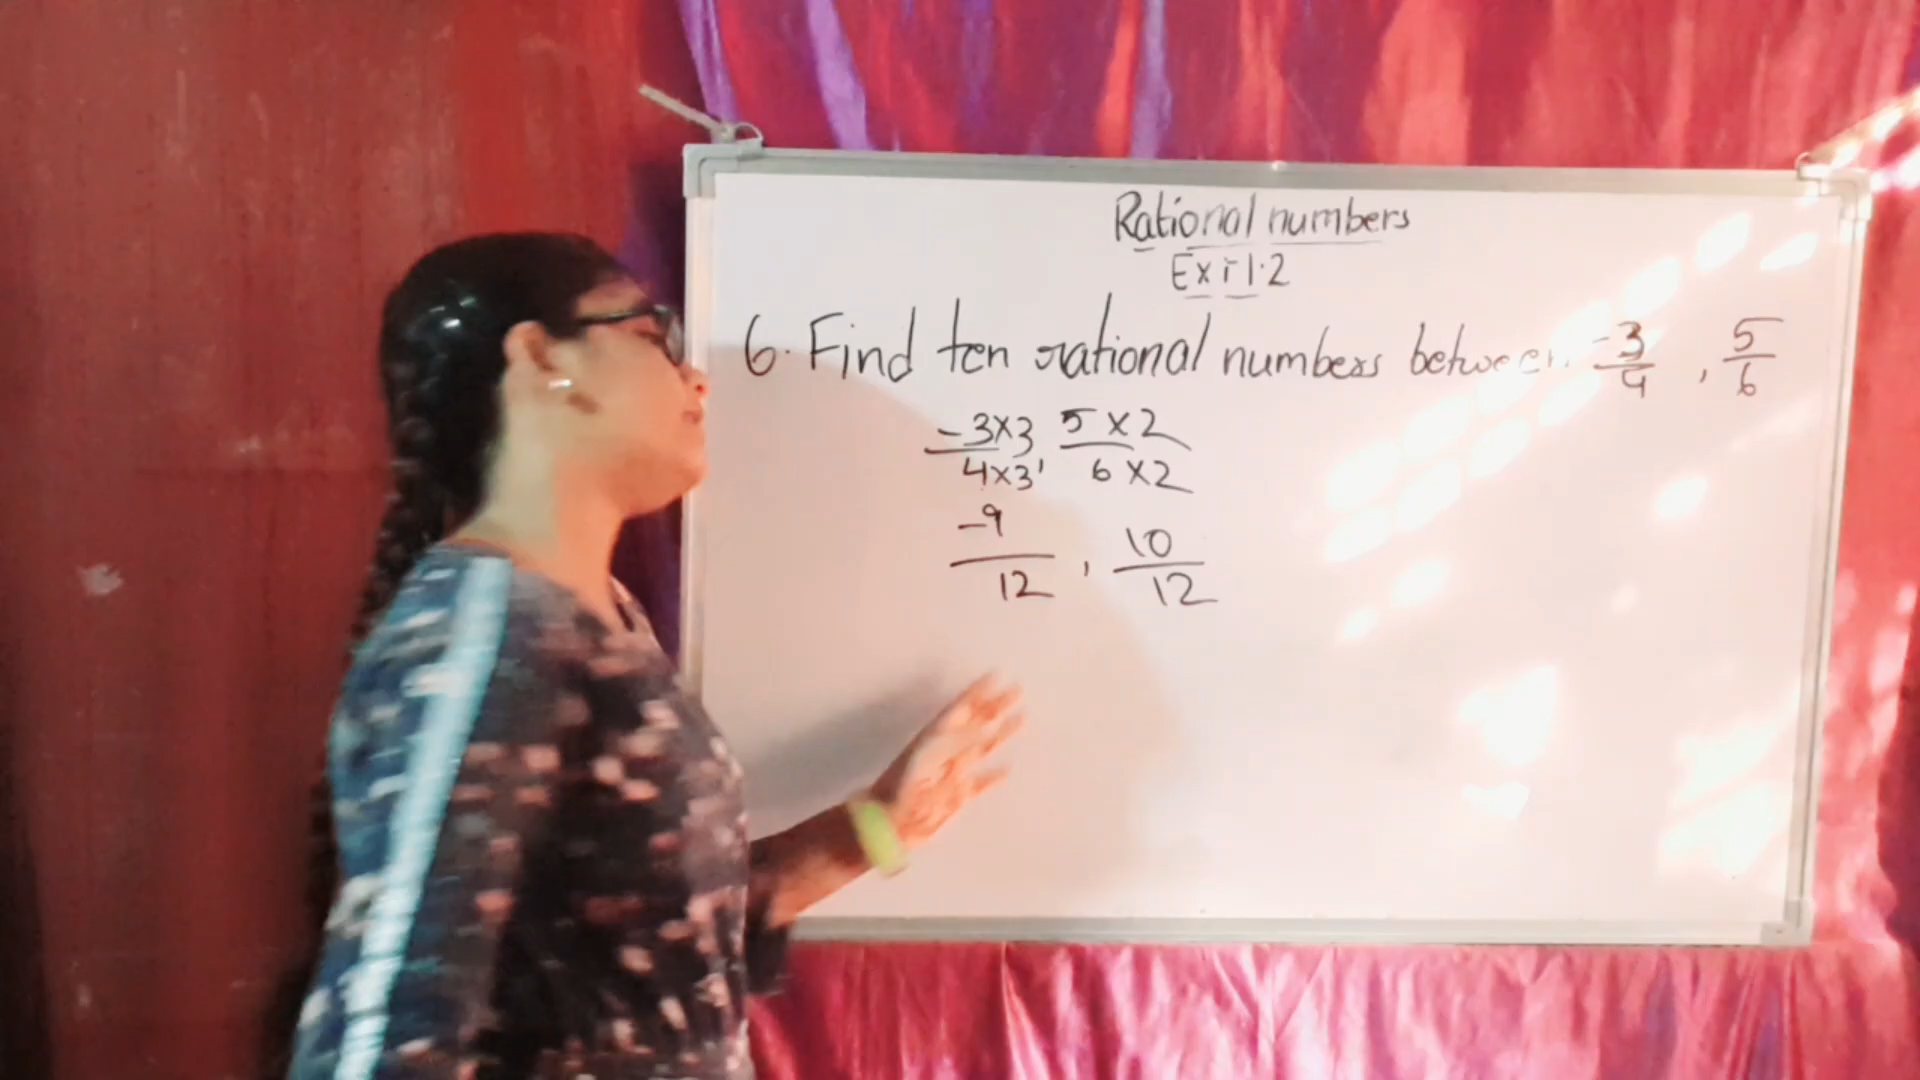 Rational numbers
Ex:-1.2
6. Find ten rational numbers between -3/4 , 5/6
-3×3/4×3 , 5×2/6×2
-9/12 , 10/12